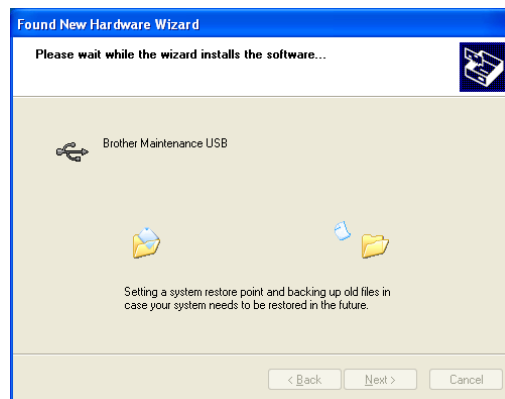 Found New Hardware Wizard
Please wait while the wizard installs the software...
Brother Maintenance USB
Setting a system restore point and backing up old files in
case your system needs to be restored in the future.
< Back Next > Cancel